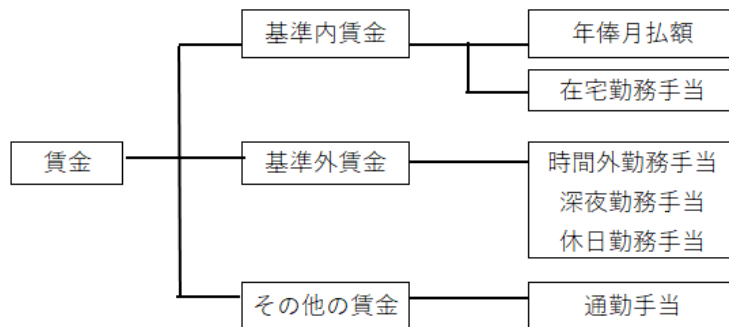 基準内賃金
年俸月払額
在宅勤務手当
賃金
基準外賃金
時間外勤務手当
深夜勤務手当
休日勤務手当
その他の賃金
通勤手当